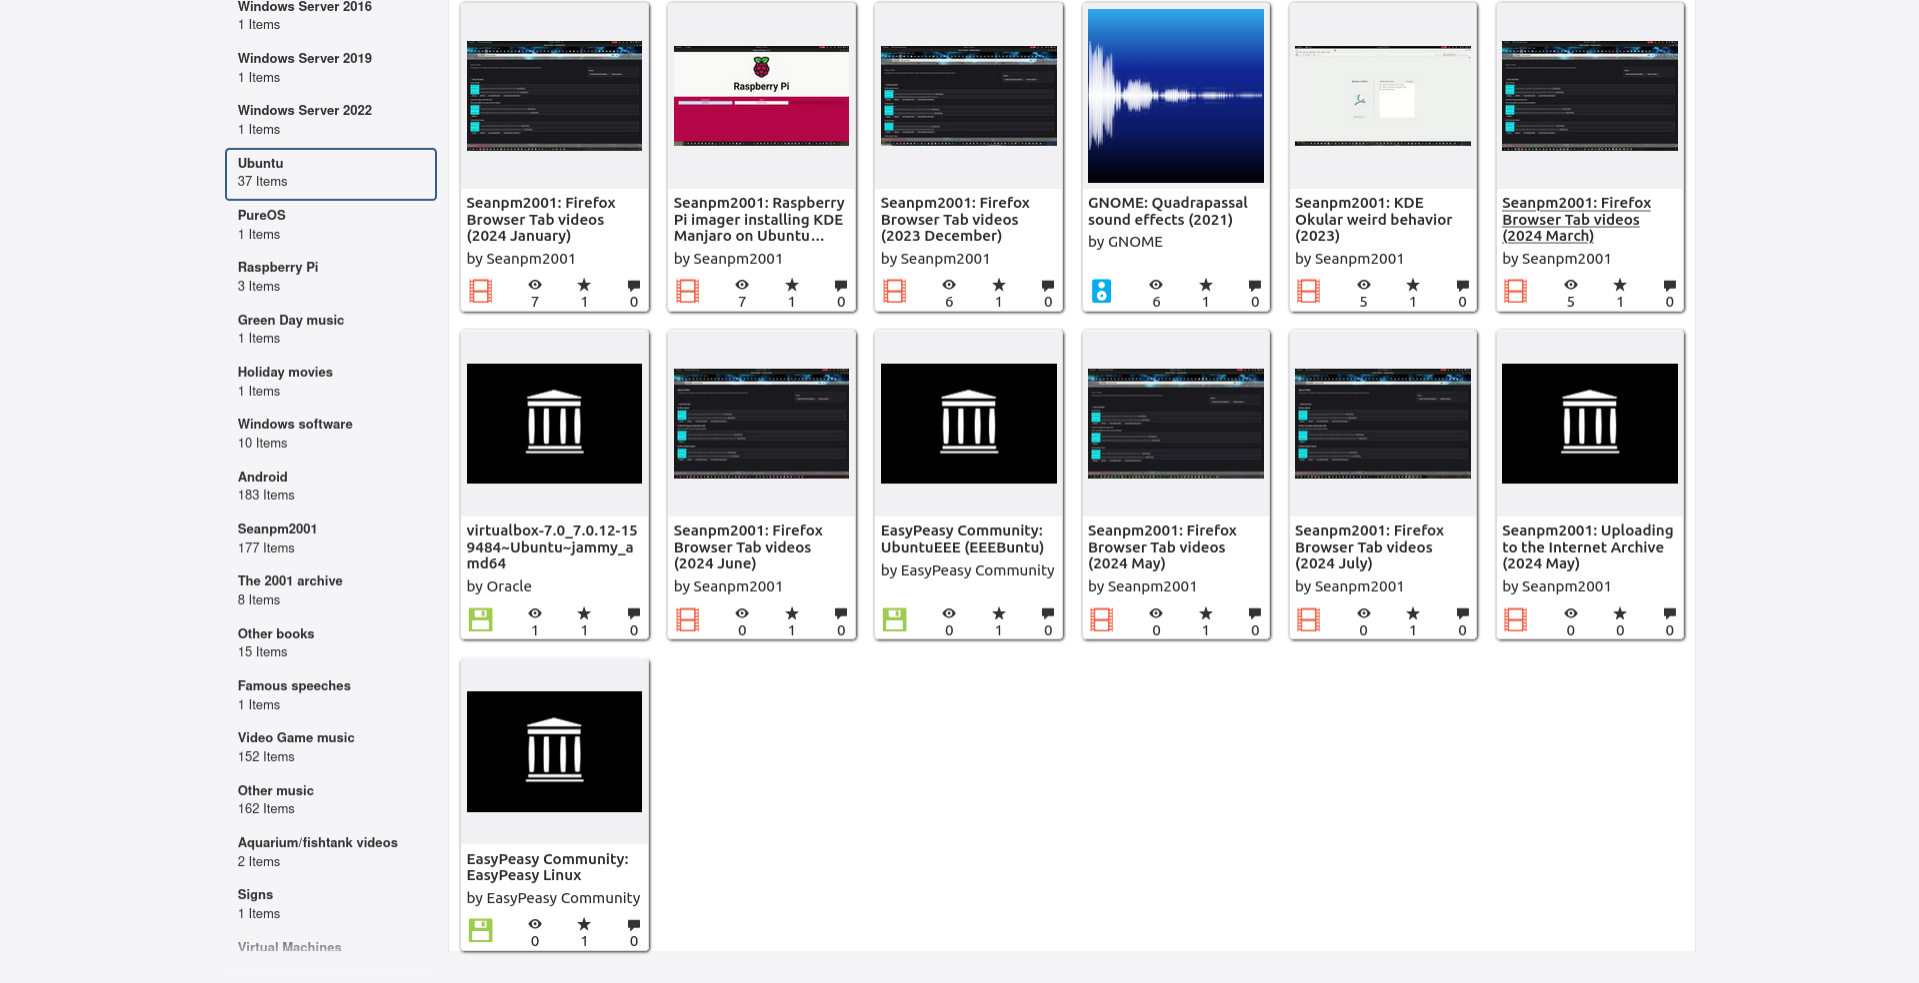 Windows Server 2016
1 Items
Windows Server 2019
1 Items
Windows Server 2022
1 Items
Ubuntu
37 Items
PureOS
1 Items
Raspberry Pi
3 Items
Green Day music
1 Items
Holiday movies
1 Items
Windows software
10 Items
Android
183 Items
Seanpm2001
177 Items
The 2001 archive
8 Items
Other books
15 Items
Famous speeches
1 Items
Video Game music
152 Items
Other music
162 Items
Aquarium/fishtank videos
2 Items
Signs
1 Items
Virtual Machines
Seanpm2001: Firefox
Browser Tab videos
(2024 January)
by Seanpm2001
7 1 0
Raspberry Pi
Seanpm2001: Raspberry
Pi imager installing KDE
Manjaro on Ubuntu...
by Seanpm2001
7 1 0
Seanpm2001: Firefox
Browser Tab videos
(2023 December)
by Seanpm2001
6 1 0
GNOME: Quadrapassal
sound effects (2021)
by GNOME
6 1 0
Seanpm2001: KDE
Okular weird behavior
(2023)
by Seanpm2001
5 1 0
Seanpm2001: Firefox
Browser Tab videos
(2024 March)
by Seanpm2001
5 1 0
virtualbox-7.0_7.0.12-15
9484~Ubuntu~jammy_a
md64
by Oracle
1 1 0
Seanpm2001: Firefox
Browser Tab videos
(2024 June)
by Seanpm2001
0 1 0
EasyPeasy Community:
UbuntuEEE (EEEBuntu)
by EasyPeasy Community
0 1 0
Seanpm2001: Firefox
Browser Tab videos
(2024 May)
by Seanpm2001
0 1 0
Seanpm2001: Firefox
Browser Tab videos
(2024 July)
by Seanpm2001
0 1 0
Seanpm2001: Uploading
to the Internet Archive
(2024 May)
by Seanpm2001
0 0 0
EasyPeasy Community:
EasyPeasy Linux
by EasyPeasy Community
0 1 0